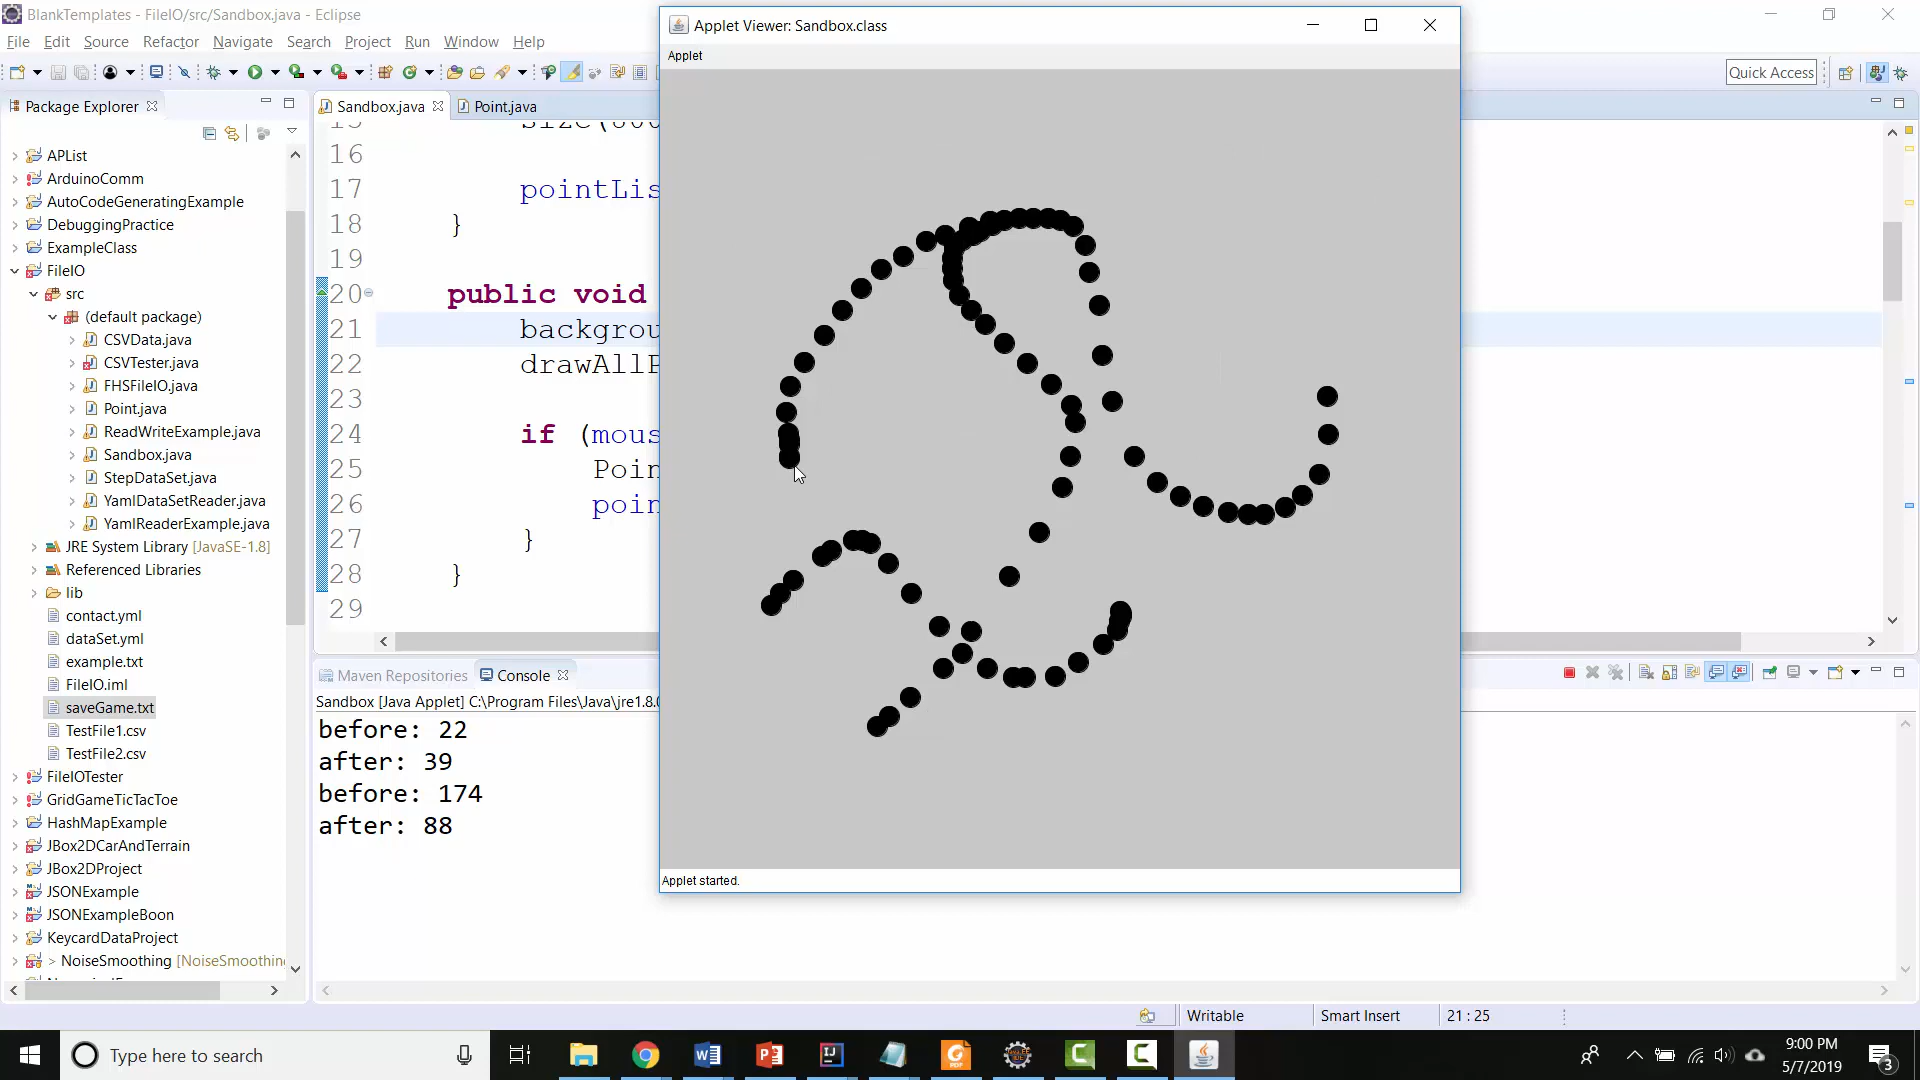 BlankTemplates - FileIO/src/Sandbox.java - Eclipse
File Edit Source Refactor Navigate Search Project Run Window Help
Quick Access
Package Explorer
APList
ArduinoComm
AutoCodeGeneratingExample
DebuggingPractice
ExampleClass
FileIO
src
(default package)
CSVData.java
CSVTester.java
FHSFileIO.java
Point.java
ReadWriteExample.java
Sandbox.java
StepDataSet.java
YamlDataSetReader.java
YamlReaderExample.java
JRE System Library [JavaSE-1.8]
Referenced Libraries
lib
contact.yml
dataSet.yml
example.txt
FileIO.iml
saveGame.txt
TestFile1.csv
TestFile2.csv
FileIOTester
GridGameTicTacToe
HashMapExample
JBox2DCarAndTerrain
JBox2DProject
JSONExample
JSONExampleBoon
KeycardDataProject
> NoiseSmoothing [NoiseSmoothing
Sandbox.java Point.java
16
17 pointLis
18 }
19
20 public void
21 backgrou
22 drawAllP
23
24 if (mous
25 Poin
26 poin
27 }
28 }
29
Maven Repositories Console
Sandbox [Java Applet] C:\Program Files\Java\jre1.8.0
before: 22
after: 39
before: 174
after: 88
Applet Viewer: Sandbox.class
Applet
Applet started.
Writable Smart Insert 21 : 25
Type here to search
9:00 PM
5/7/2019
3